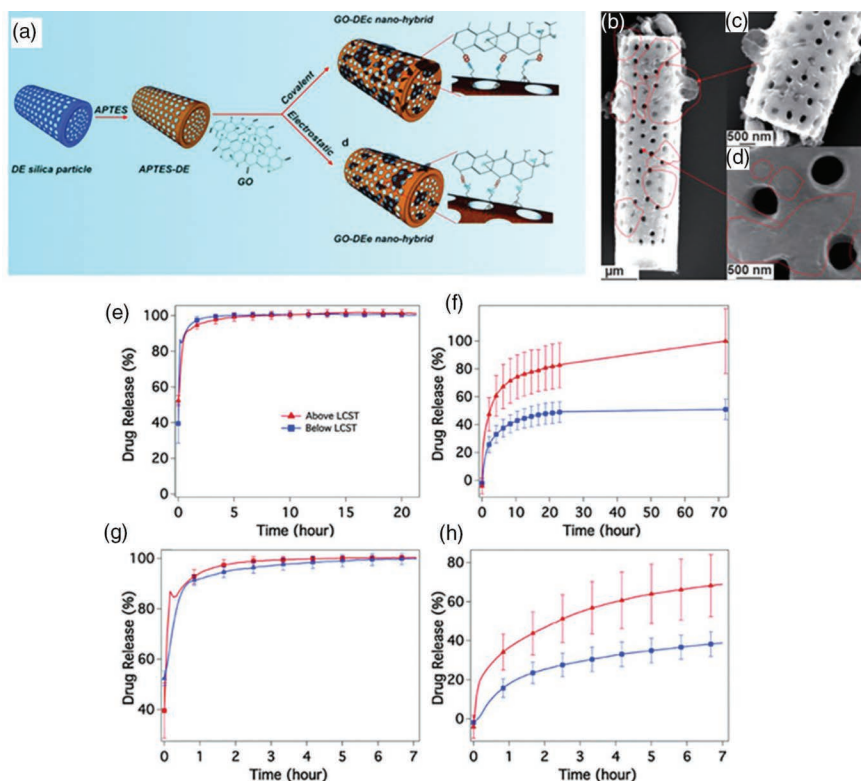 (a)
GO-DEc nano-hybrid
APTES
Covalent
Electrostatic
d
DE silica particle
APTES-DE
GO
GO-DEe nano-hybrid
(b)
µm
(c)
500 nm
(d)
500 nm
(e)
Drug Release (%)
100
80
60
40
20
0
Above LCST
Below LCST
0 5 10 15 20
Time (hour)
(f)
Drug Release (%)
100
80
60
40
20
0
0 10 20 30 40 50 60 70
Time (hour)
(g)
Drug Release (%)
100
80
60
40
0 1 2 3 4 5 6 7
Time (hour)
(h)
Drug Release (%)
80
60
40
20
0
0 1 2 3 4 5 6 7
Time (hour)